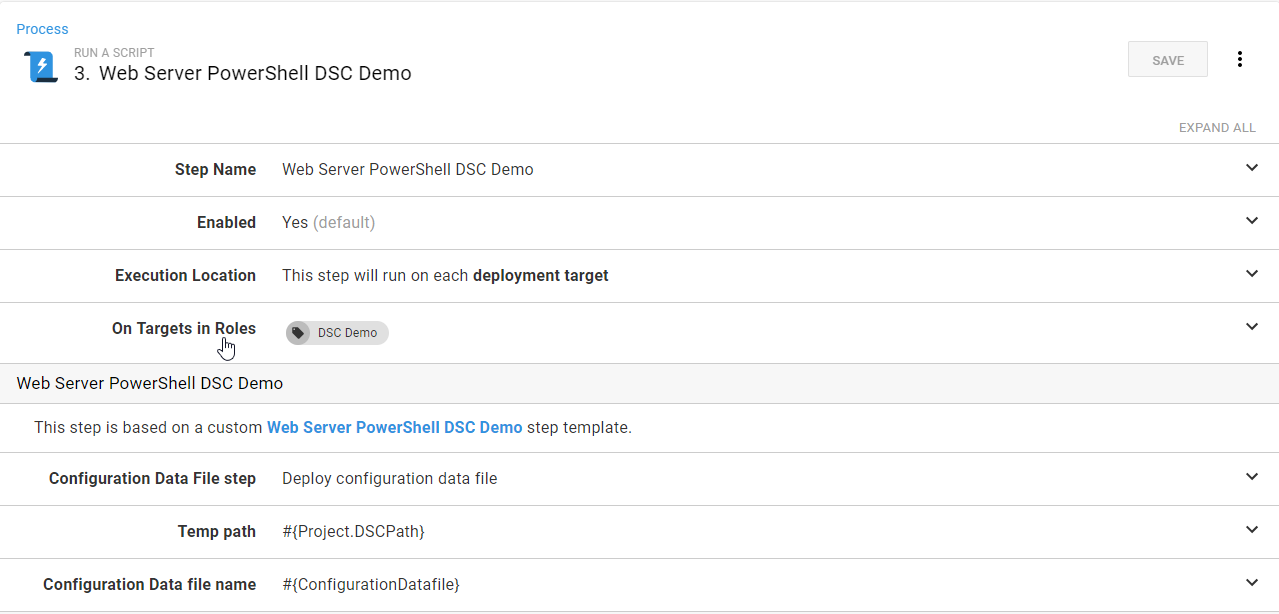 Process
RUN A SCRIPT
3. Web Server PowerShell DSC Demo
SAVE
EXPAND ALL
Step Name Web Server PowerShell DSC Demo
Enabled Yes (default)
Execution Location This step will run on each deployment target
On Targets in Roles DSC Demo
Web Server PowerShell DSC Demo
This step is based on a custom Web Server PowerShell DSC Demo step template.
Configuration Data File step Deploy configuration data file
Temp path #{Project.DSCPath}
Configuration Data file name #{ConfigurationDatafile}